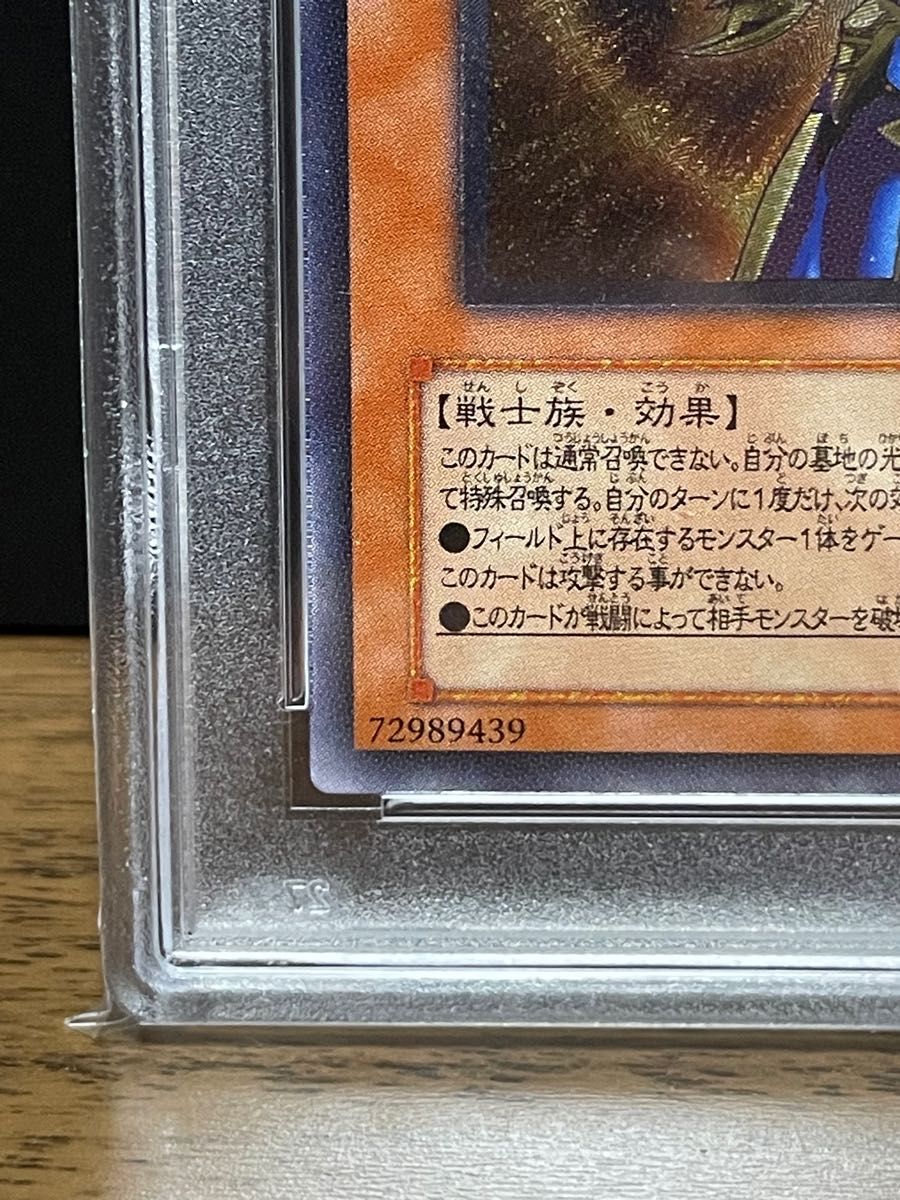 【戦士族・効果】
このカードは通常召喚できない。自分の墓地の光
て特殊召喚する。自分のターンに1度だけ、次の効
●フィールド上に存在するモンスター1体をゲー
このカードは攻撃する事ができない。
●このカードが戦闘によって相手モンスターを破壊
72989439